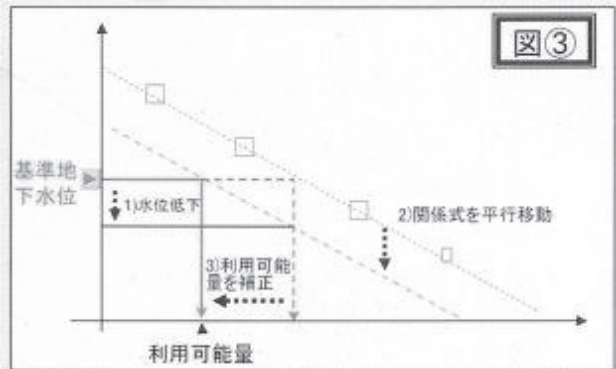 図③
基準地
下水位
1)水位低下
2)関係式を平行移動
3)利用可能
量を補正
利用可能量